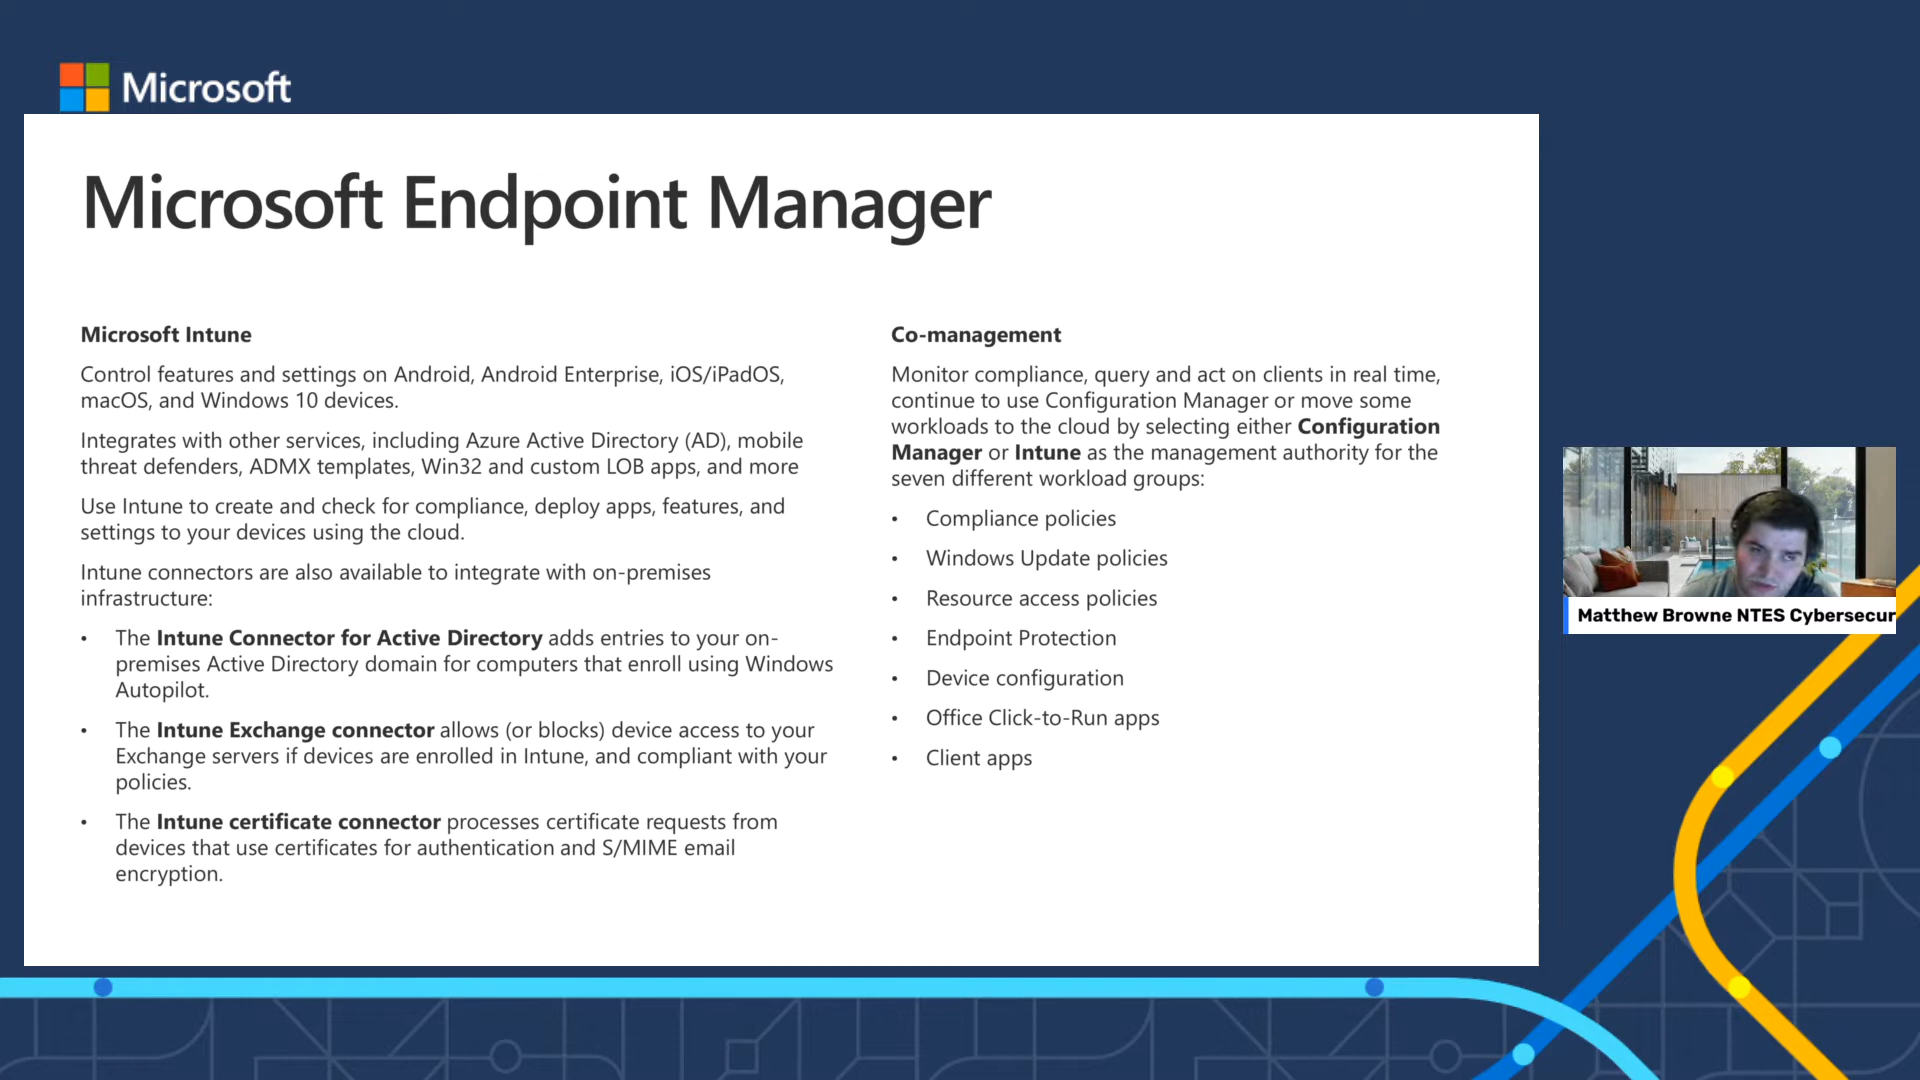 Microsoft
Microsoft Endpoint Manager
Microsoft Intune
Control features and settings on Android, Android Enterprise, iOS/iPadOS,
macOS, and Windows 10 devices.
Integrates with other services, including Azure Active Directory (AD), mobile
threat defenders, ADMX templates, Win32 and custom LOB apps, and more
Use Intune to create and check for compliance, deploy apps, features, and
settings to your devices using the cloud.
Intune connectors are also available to integrate with on-premises
infrastructure:
• The Intune Connector for Active Directory adds entries to your on-
premises Active Directory domain for computers that enroll using Windows
Autopilot.
• The Intune Exchange connector allows (or blocks) device access to your
Exchange servers if devices are enrolled in Intune, and compliant with your
policies.
• The Intune certificate connector processes certificate requests from
devices that use certificates for authentication and S/MIME email
encryption.
Co-management
Monitor compliance, query and act on clients in real time,
continue to use Configuration Manager or move some
workloads to the cloud by selecting either Configuration
Manager or Intune as the management authority for the
seven different workload groups:
• Compliance policies
• Windows Update policies
• Resource access policies
• Endpoint Protection
• Device configuration
• Office Click-to-Run apps
• Client apps
Matthew Browne NTES Cybersecur